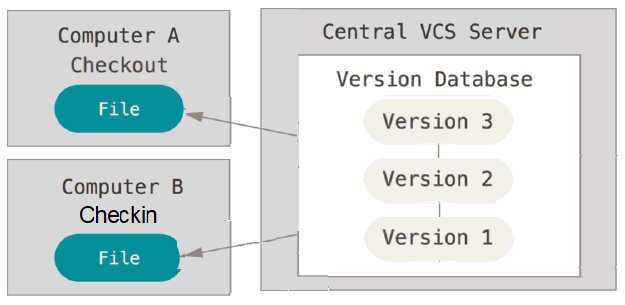 Computer A
Checkout
File
Computer B
Checkin
File
Central VCS Server
Version Database
Version 3
Version 2
Version 1